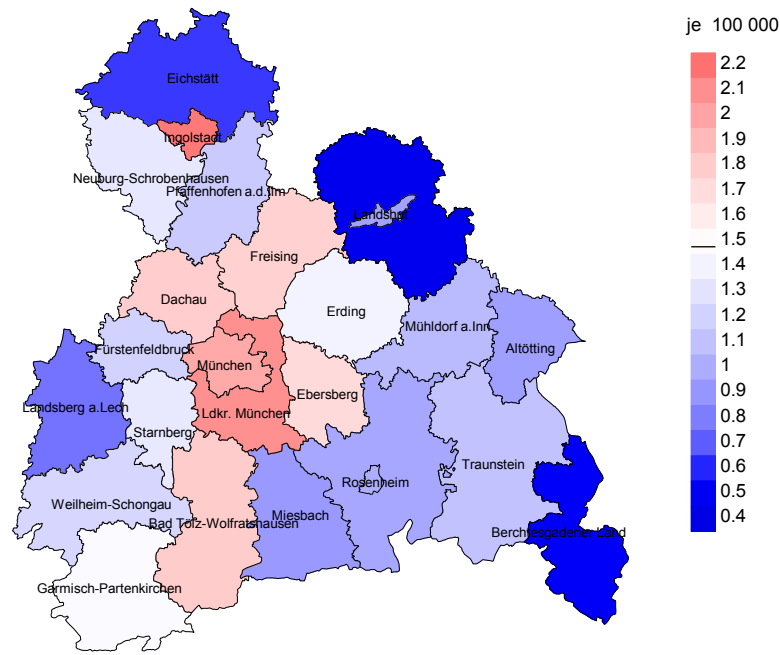 je 100 000
2.2
2.1
2
1.9
1.8
1.7
1.6
1.5
1.4
1.3
1.2
1.1
1
0.9
0.8
0.7
0.6
0.5
0.4
Eichstätt
Ingolstadt
Neuburg-Schrobenhausen
Pfaffenhofen a.d.Ilm
Landshut
Freising
Dachau
Erding
Mühldorf a.Inn
Altötting
Fürstenfeldbruck
München
Ebersberg
Landsberg a.Lech
Ldkr. München
Starnberg
Traunstein
Rosenheim
Weilheim-Schongau
Bad Tölz-Wolfratshausen
Miesbach
Berchtesgadener Land
Garmisch-Partenkirchen